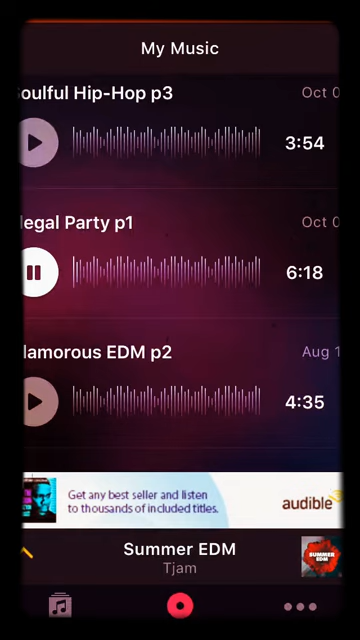 My Music
oulful Hip-Hop p3
Oct 0
3:54
legal Party p1
Oct 0
6:18
lamorous EDM p2
Aug 1
4:35
Get any best seller and listen
to thousands of included titles.
audible
Summer EDM
Tjam
SUMMER
EDM